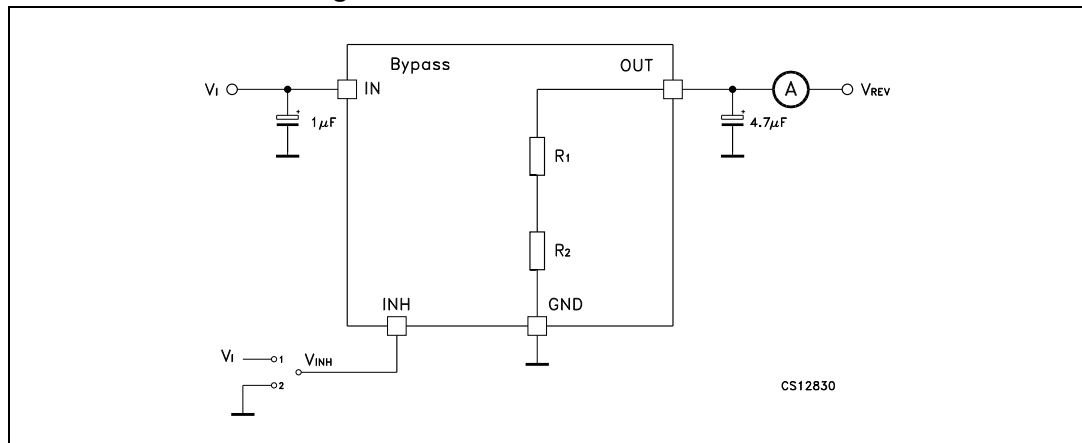 Bypass
OUT
VI
IN
A
VREV
+
1µF
+
4.7µF
R1
R2
INH
GND
VI
1
VINH
2
CS12830